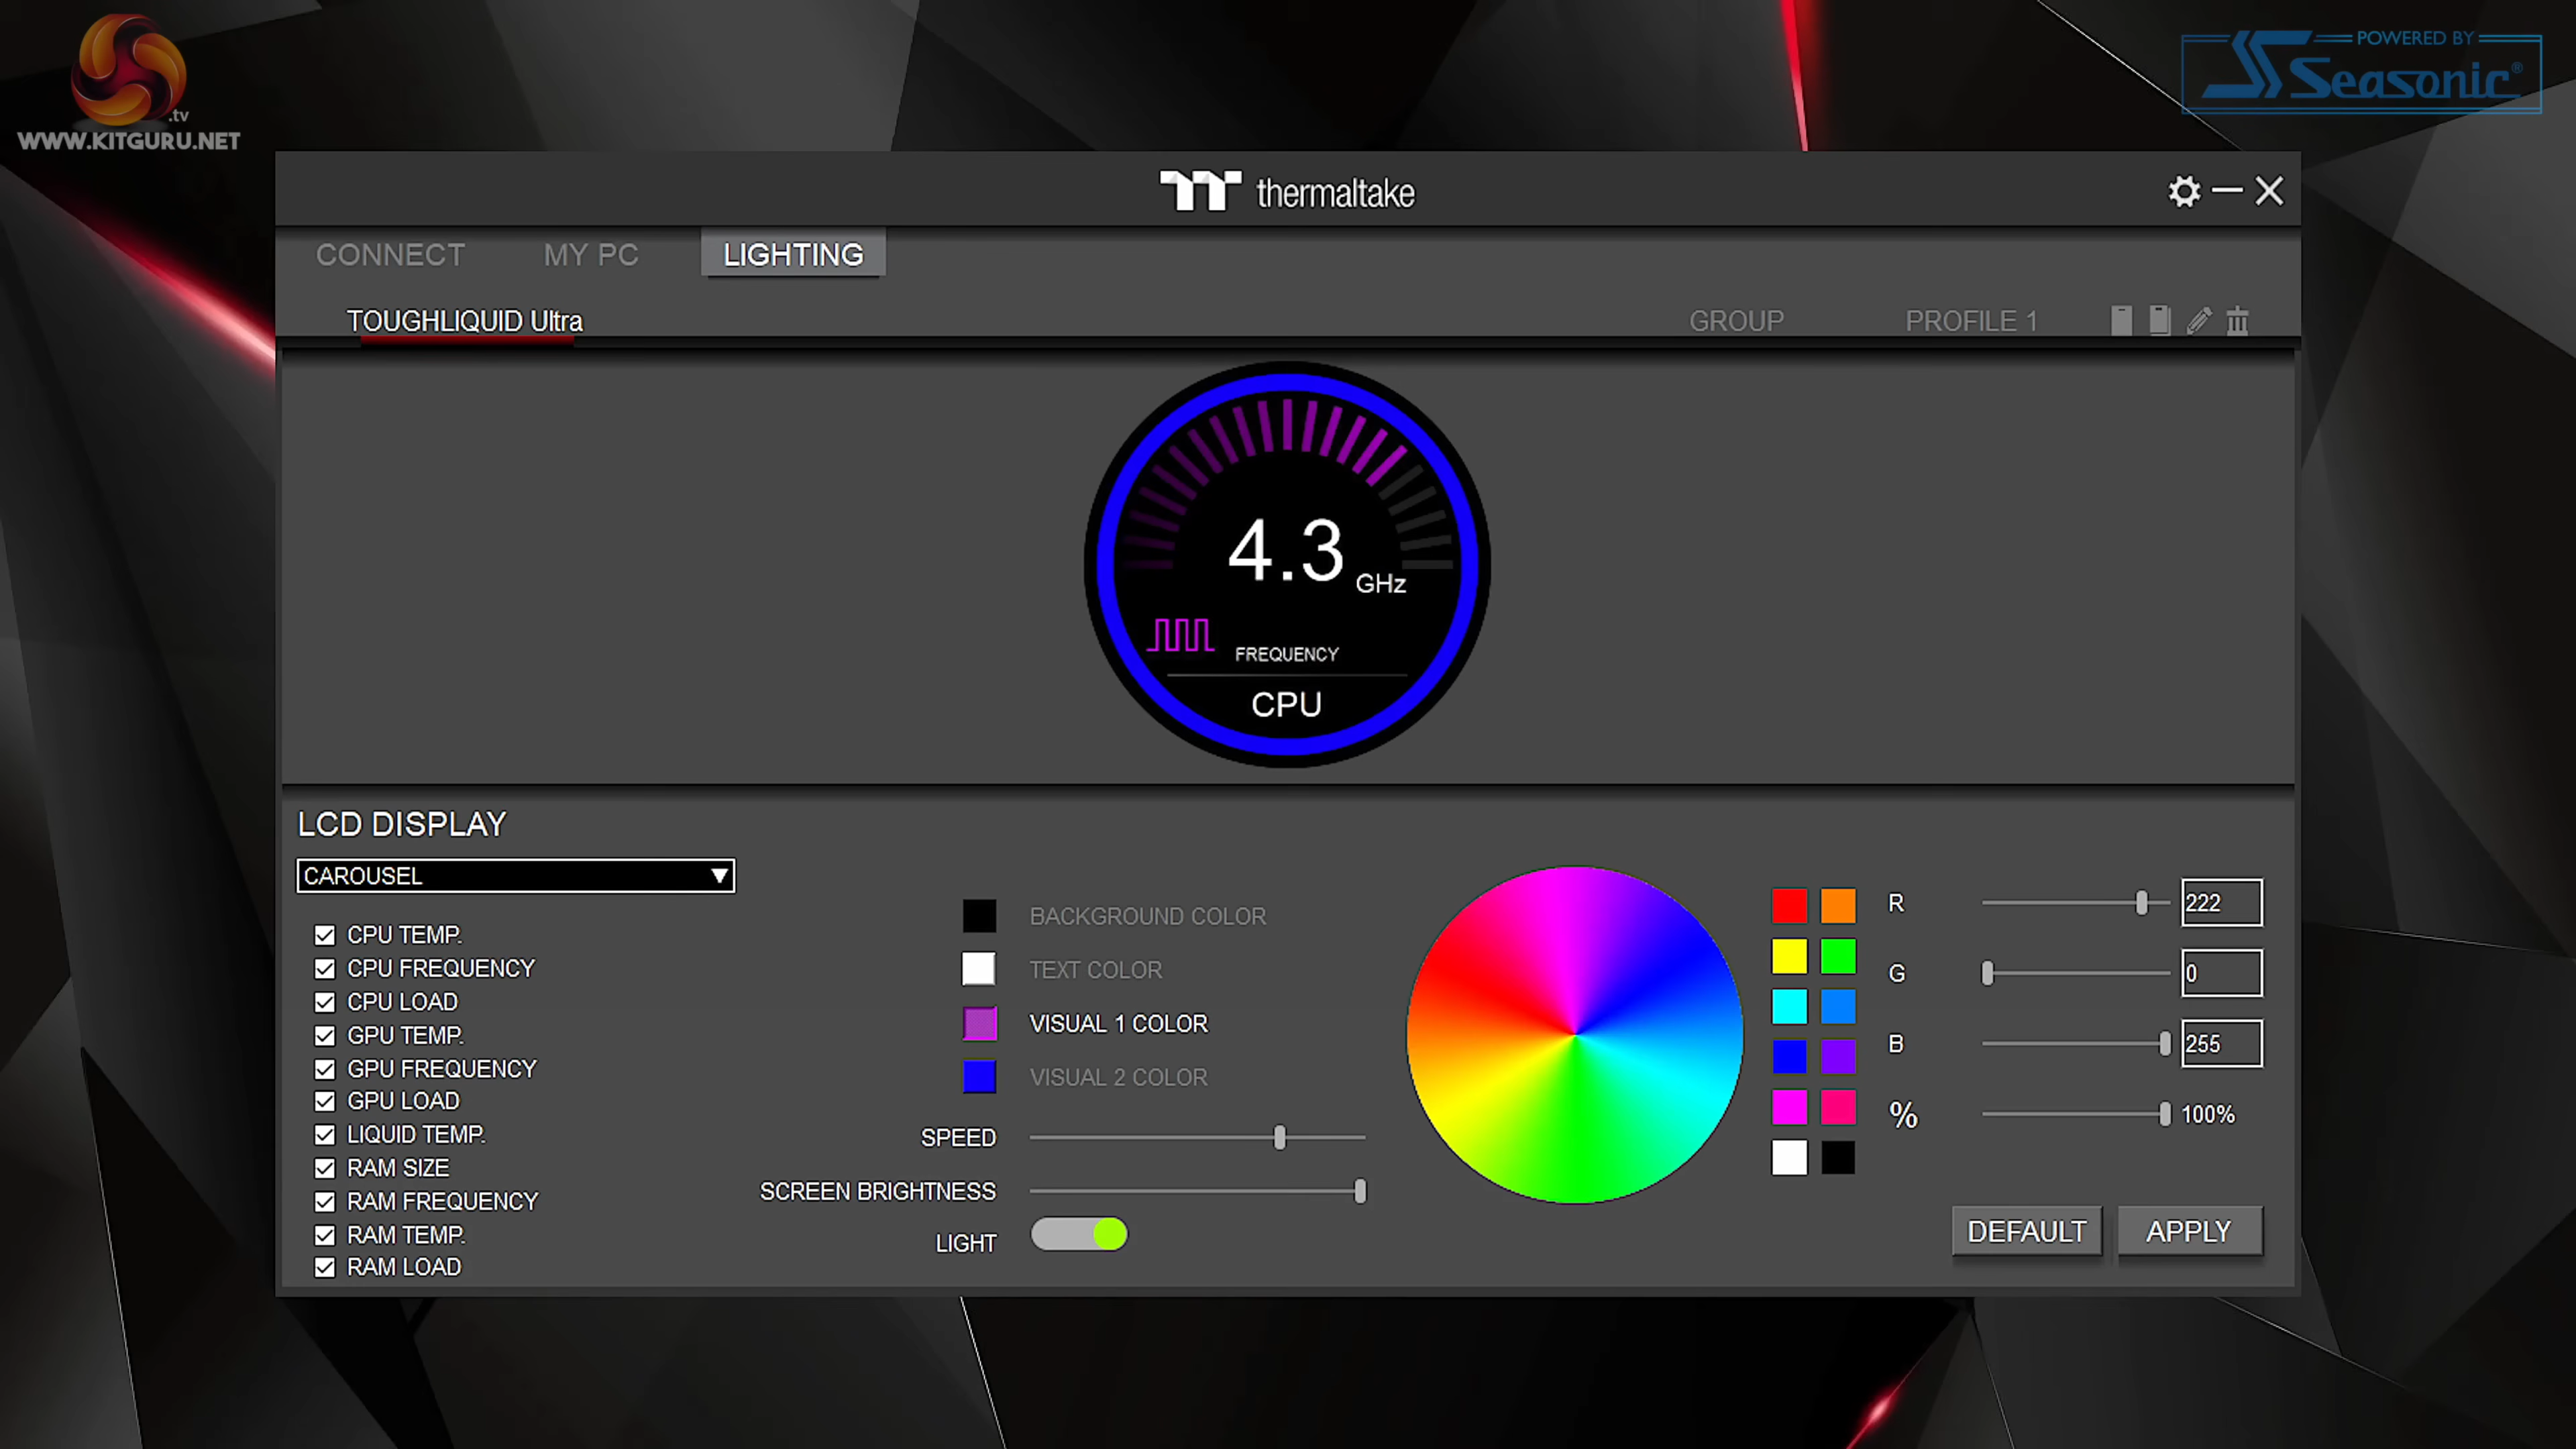 .tv
WWW.KITGURU.NET
POWERED BY
Seasonic®
thermaltake
CONNECT MY PC LIGHTING
TOUGHLIQUID Ultra GROUP PROFILE 1
4.3 GHz
FREQUENCY
CPU
LCD DISPLAY
CAROUSEL
CPU TEMP.
CPU FREQUENCY
CPU LOAD
GPU TEMP.
GPU FREQUENCY
GPU LOAD
LIQUID TEMP.
RAM SIZE
RAM FREQUENCY
RAM TEMP.
RAM LOAD
BACKGROUND COLOR
TEXT COLOR
VISUAL 1 COLOR
VISUAL 2 COLOR
SPEED
SCREEN BRIGHTNESS
LIGHT
R 222
G 0
B 255
% 100%
DEFAULT APPLY